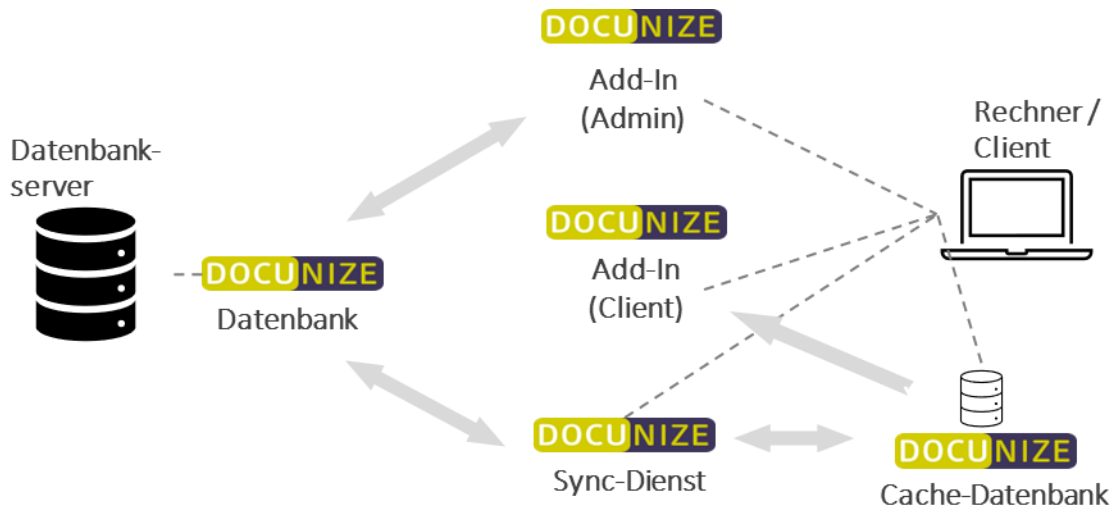 DOCUNIZE
Add-In
(Admin)
Rechner /
Client
Datenbank-
server
DOCUNIZE
Datenbank
DOCUNIZE
Add-In
(Client)
DOCUNIZE
Sync-Dienst
DOCUNIZE
Cache-Datenbank